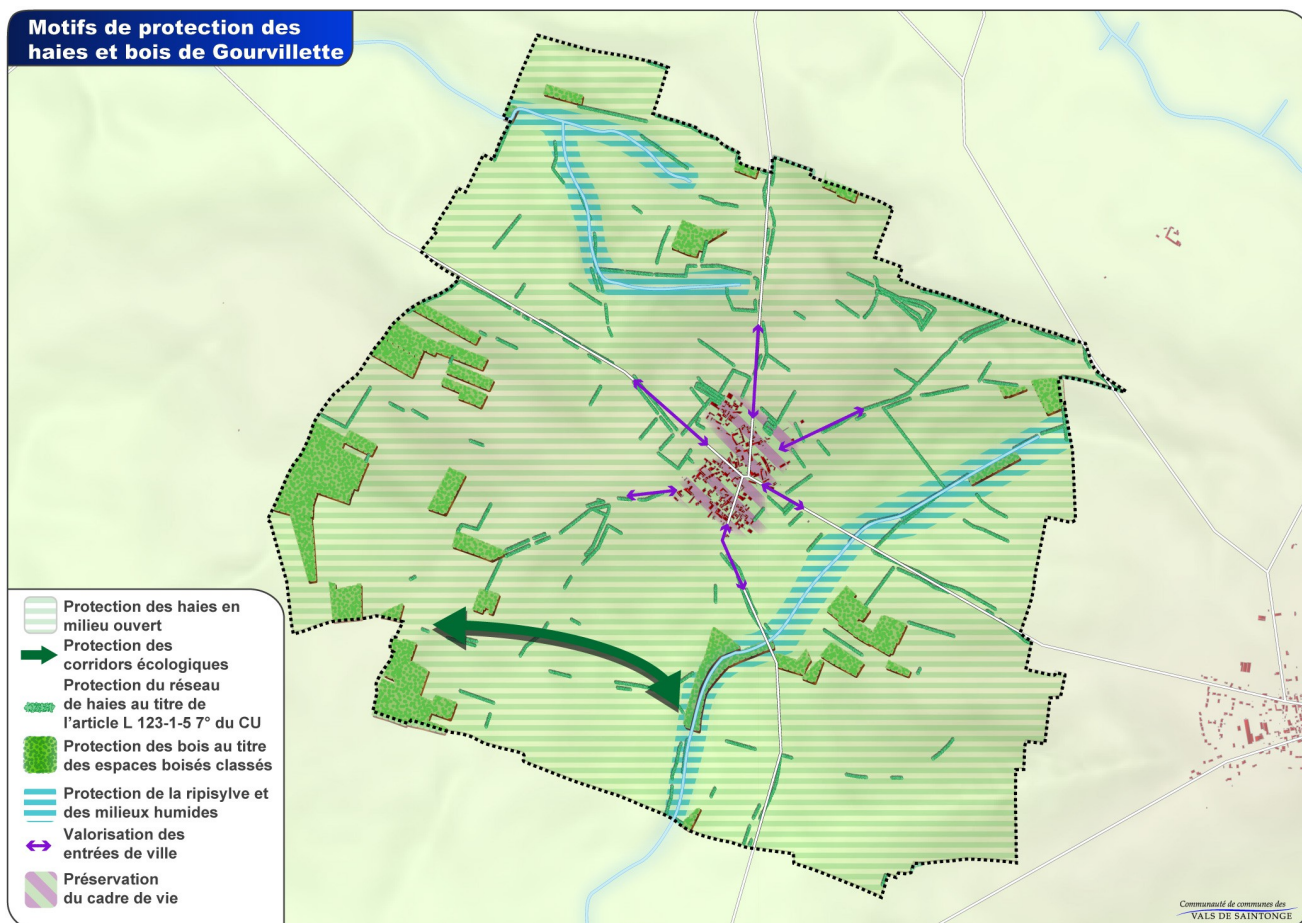 Motifs de protection des
haies et bois de Gourvillette
Protection des haies en
milieu ouvert
Protection des
corridors écologiques
Protection du réseau
de haies au titre de
l'article L 123-1-5 7° du CU
Protection des bois au titre
des espaces boisés classés
Protection de la ripisylve et
des milieux humides
Valorisation des
entrées de ville
Préservation
du cadre de vie
Communauté de communes des
VALS DE SAINTONGE